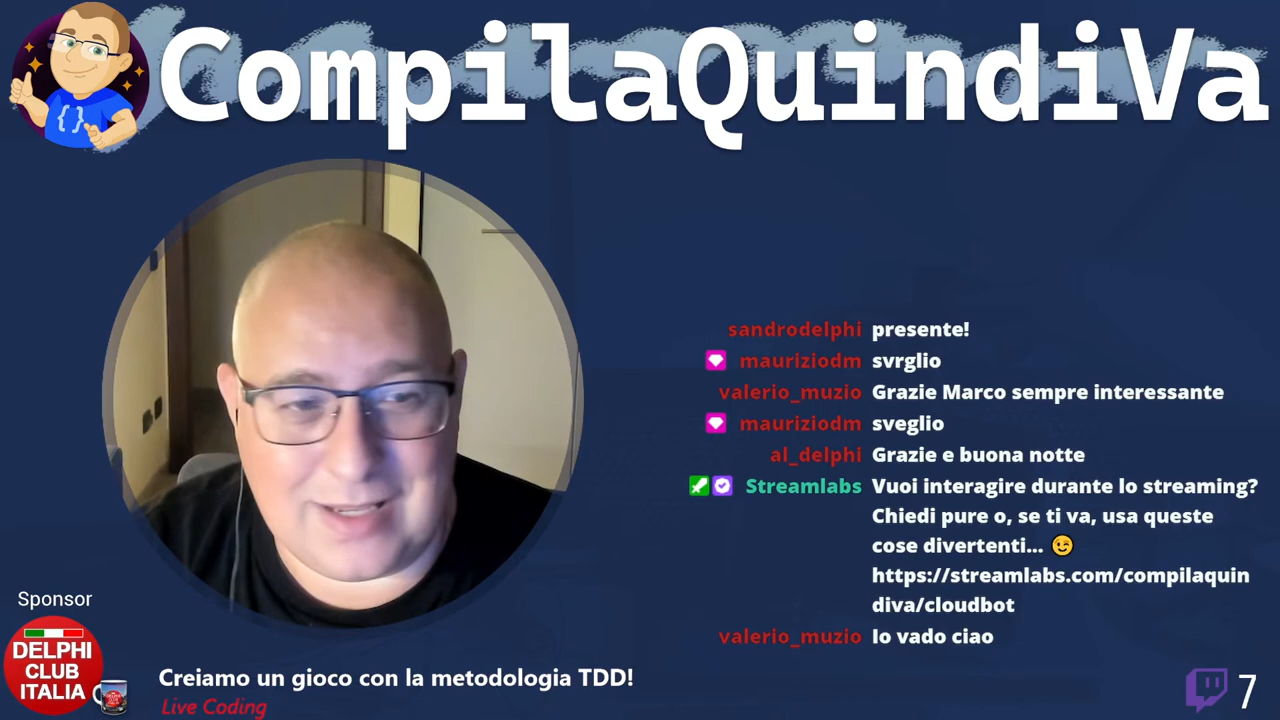 CompilaQuindiVa
{ }
sandrodelphi presente!
mauriziodm svrglio
valerio_muzio Grazie Marco sempre interessante
mauriziodm sveglio
al_delphi Grazie e buona notte
Streamlabs Vuoi interagire durante lo streaming?
Chiedi pure o, se ti va, usa queste
cose divertenti... 😉
https://streamlabs.com/compilaquin
diva/cloudbot
valerio_muzio Io vado ciao
Sponsor
DELPHI
CLUB
ITALIA
Creiamo un gioco con la metodologia TDD!
Live Coding
7